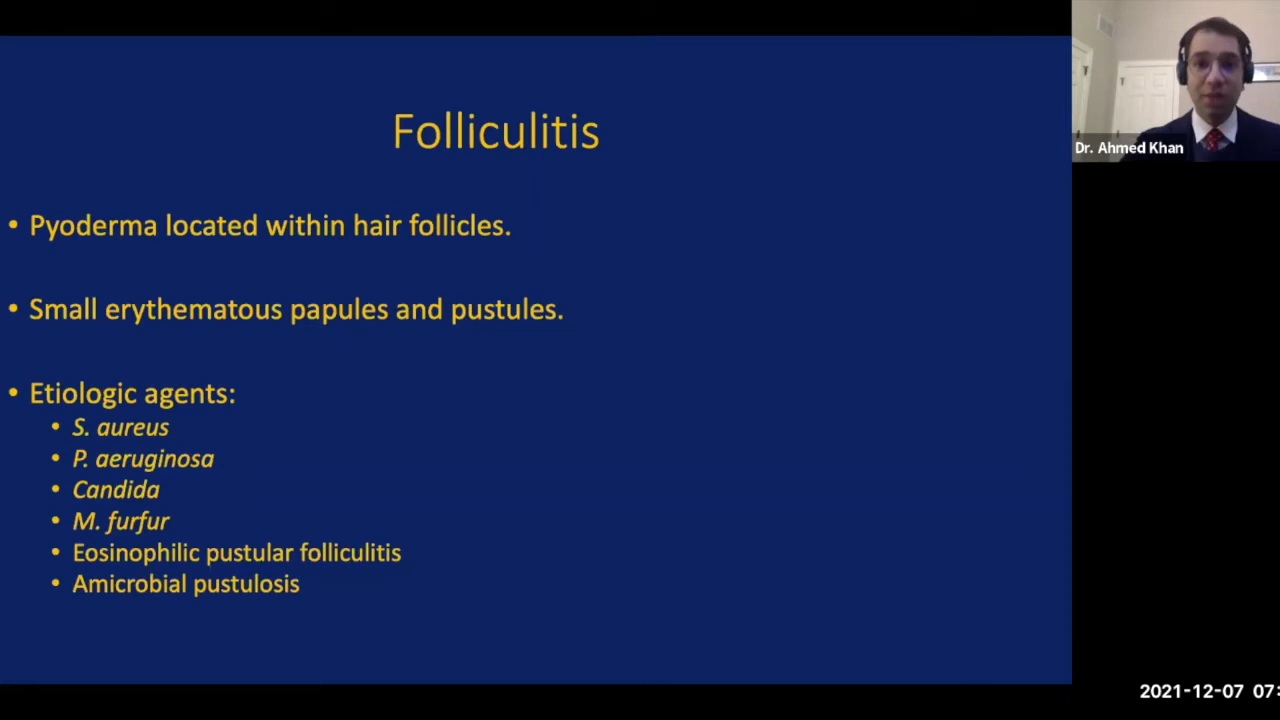 Folliculitis
• Pyoderma located within hair follicles.
• Small erythematous papules and pustules.
• Etiologic agents:
• S. aureus
• P. aeruginosa
• Candida
• M. furfur
• Eosinophilic pustular folliculitis
• Amicrobial pustulosis
Dr. Ahmed Khan
2021-12-07 07: